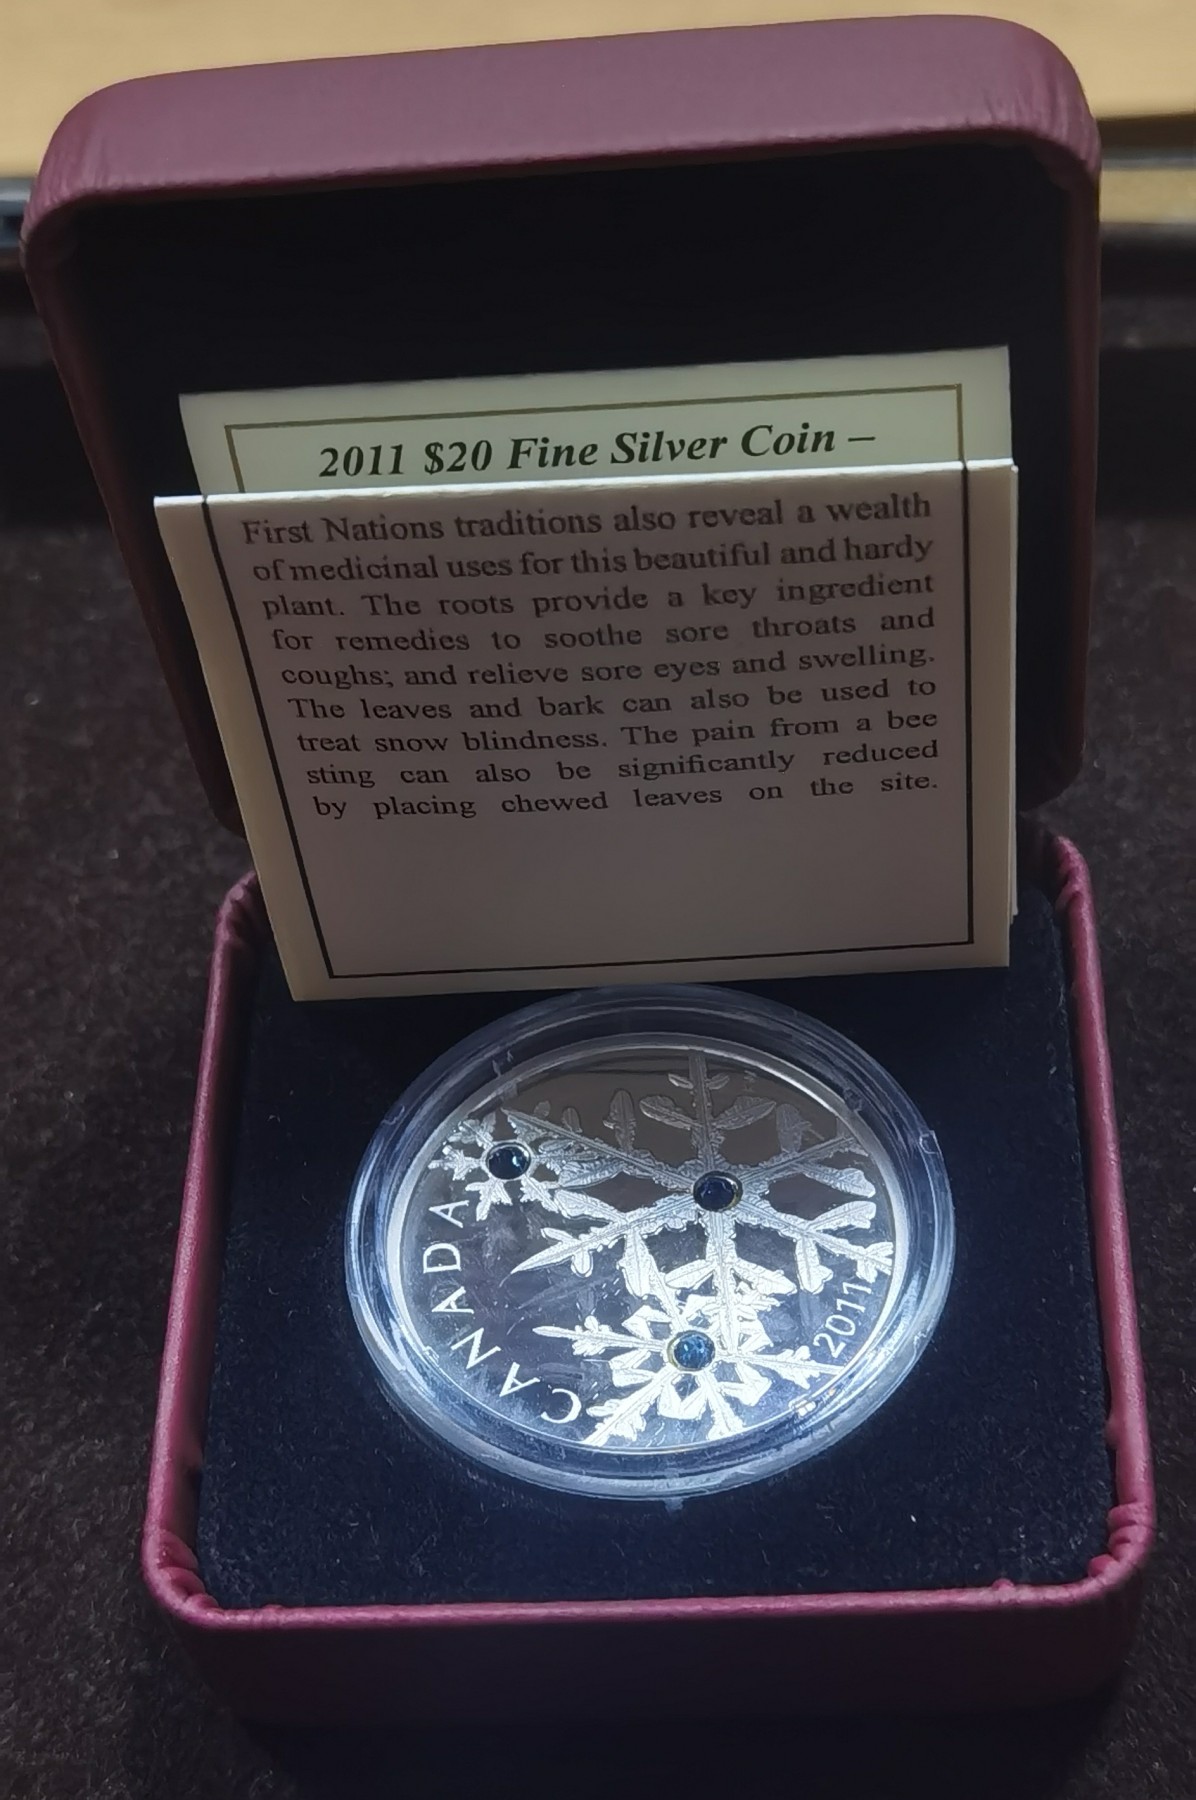 2011 $20 Fine Silver Coin –
First Nations traditions also reveal a wealth
of medicinal uses for this beautiful and hardy
plant. The roots provide a key ingredient
for remedies to soothe sore throats and
coughs; and relieve sore eyes and swelling.
The leaves and bark can also be used to
treat snow blindness. The pain from a bee
sting can also be significantly reduced
by placing chewed leaves on the site.
CANADA
2011